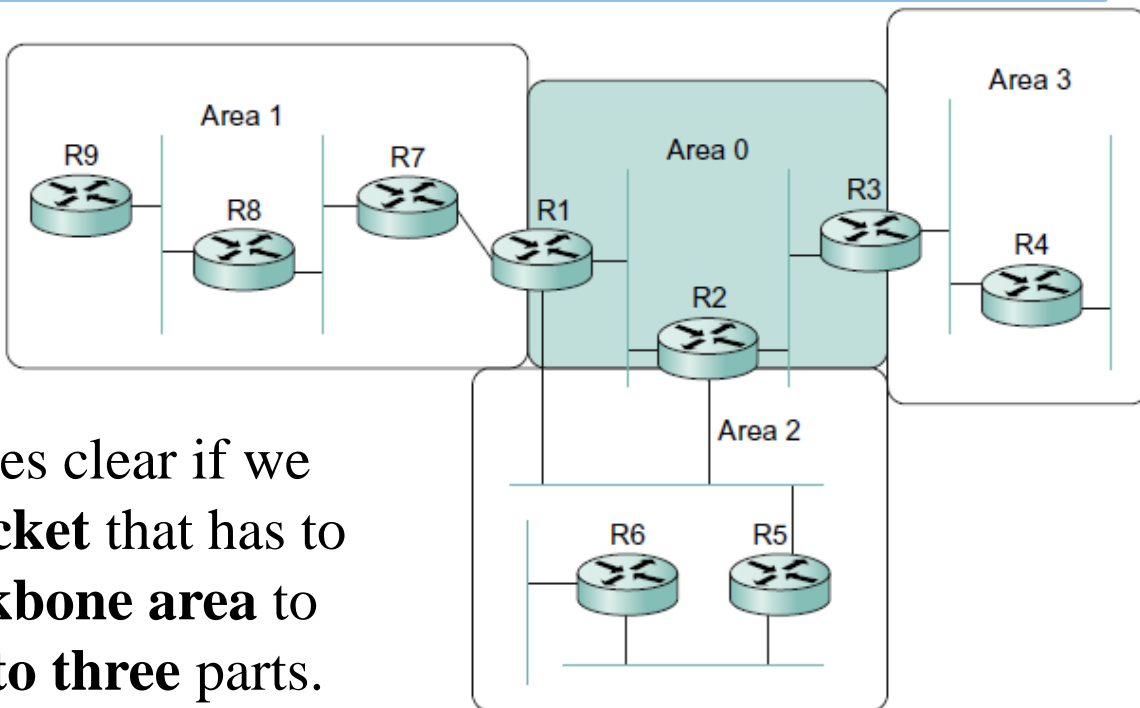 Area 3
Area 1
Area 0
R9
R7
R3
R8
R1
R4
R2
Area 2
es clear if we
cket that has to
R6
R5
kbone area to
to three parts.